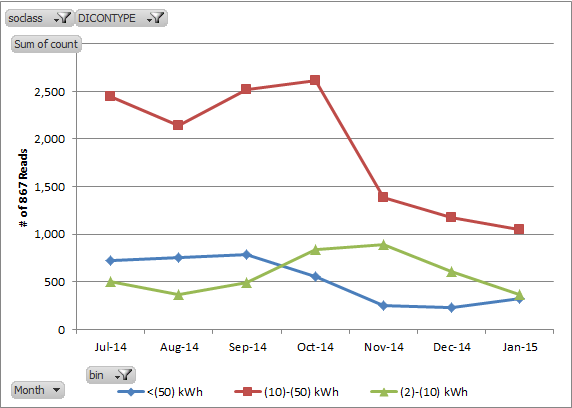 soclass DICONTYPE
Sum of count
2,500
2,000
1,500
1,000
500
0
# of 867 Reads
Jul-14 Aug-14 Sep-14 Oct-14 Nov-14 Dec-14 Jan-15
bin
Month
<(50) kWh (10)-(50) kWh (2)-(10) kWh